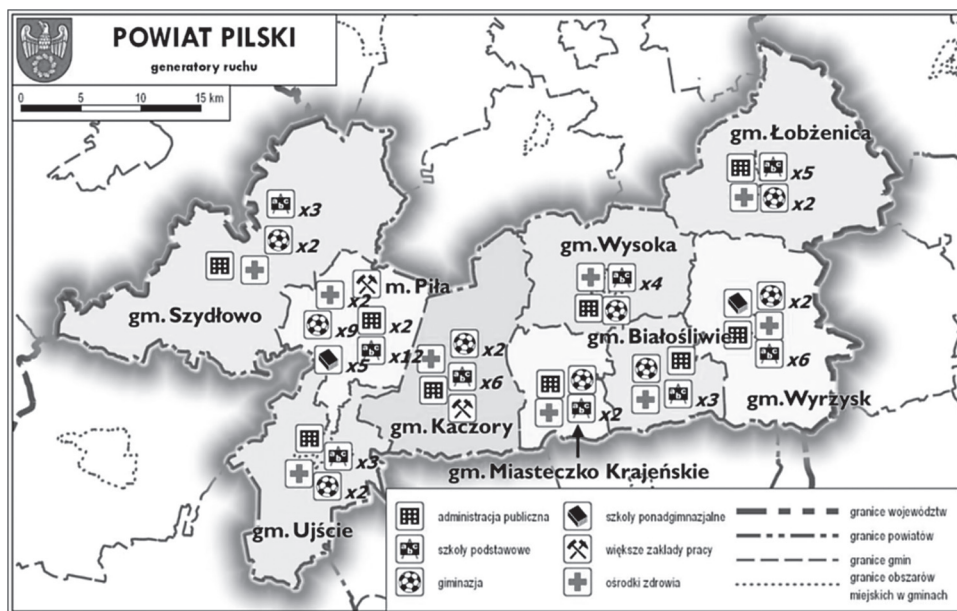 POWIAT PILSKI
generatory ruchu
0 5 10 15 km
gm. Łobżenica
x5
x2
x3
x2
gm. Wysoka
x4
m. Piła
x2
gm. Szydłowo
x9
x2
x5
x12
gm. Białośliwie
x2
x6
x2
x6
x3
x2
gm. Kaczory
gm. Wyrzysk
gm. Miasteczko Krajeńskie
x3
x2
gm. Ujście
administracja publiczna
szkoły podstawowe
giminazja
szkoły ponadgimnazjalne
większe zakłady pracy
ośrodki zdrowia
granice województw
granice powiatów
granice gmin
granice obszarów
miejskich w gminach